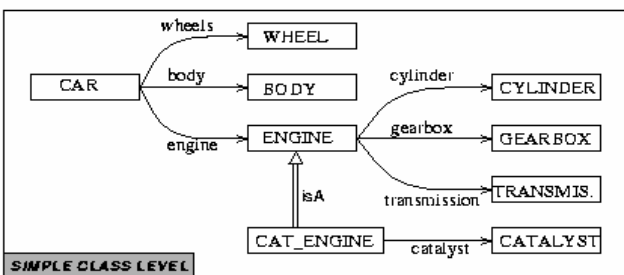 wheels
WHEEL
CAR
body
BODY
cylinder
CYLINDER
engine
ENGINE
gearbox
GEARBOX
transmission
TRANSMIS.
isA
CAT_ENGINE
catalyst
CATALYST
SIMPLE CLASS LEVEL